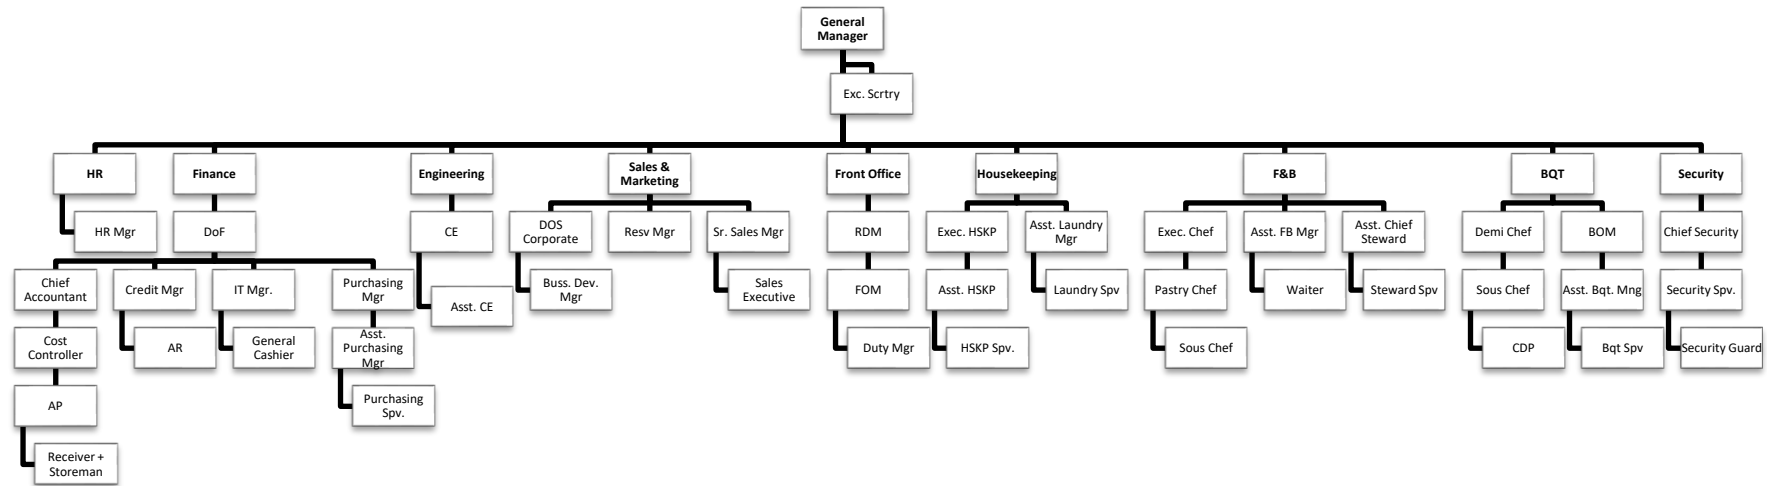 General
Manager
Exc. Scrtry
HR
Finance
Engineering
Sales &
Marketing
Front Office
Housekeeping
F&B
BQT
Security
HR Mgr
DoF
CE
DOS
Corporate
Resv Mgr
Sr. Sales Mgr
RDM
Exec. HSKP
Asst. Laundry
Mgr
Exec. Chef
Asst. FB Mgr
Asst. Chief
Steward
Demi Chef
BOM
Chief Security
Chief
Accountant
Credit Mgr
IT Mgr.
Purchasing
Mgr
Asst. CE
Buss. Dev.
Mgr
Sales
Executive
FOM
Asst. HSKP
Laundry Spv
Pastry Chef
Waiter
Steward Spv
Sous Chef
Asst. Bqt. Mng
Security Spv.
Cost
Controller
AR
General
Cashier
Asst.
Purchasing
Mgr
Duty Mgr
HSKP Spv.
Sous Chef
CDP
Bqt Spv
Security Guard
AP
Purchasing
Spv.
Receiver +
Storeman